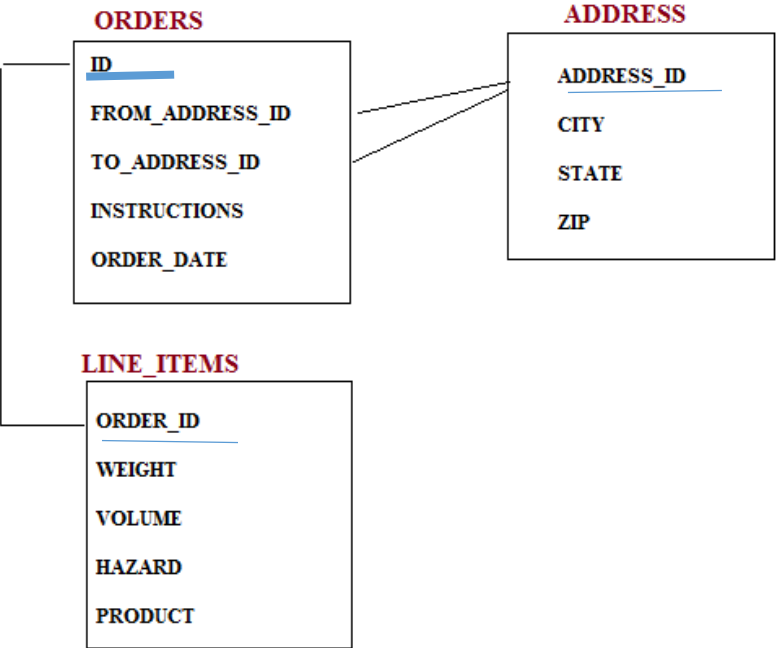 ORDERS
ID
FROM_ADDRESS_ID
TO_ADDRESS_ID
INSTRUCTIONS
ORDER_DATE
ADDRESS
ADDRESS_ID
CITY
STATE
ZIP
LINE_ITEMS
ORDER_ID
WEIGHT
VOLUME
HAZARD
PRODUCT